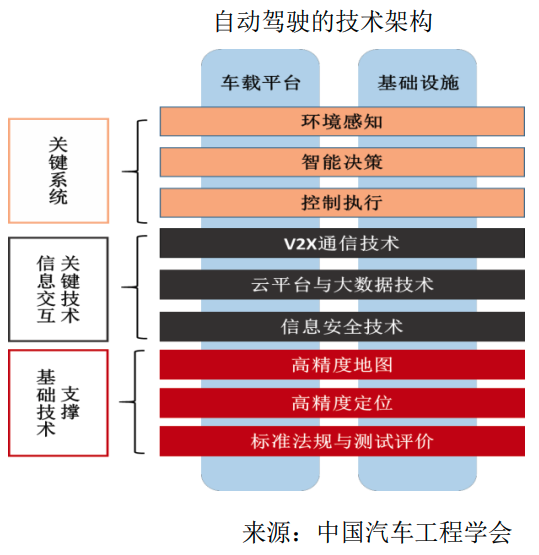 自动驾驶的技术架构
车载平台
基础设施
关键系统
环境感知
智能决策
控制执行
信息交互
关键技术
V2X通信技术
云平台与大数据技术
信息安全技术
基础技术
支撑
高精度地图
高精度定位
标准法规与测试评价
来源：中国汽车工程学会